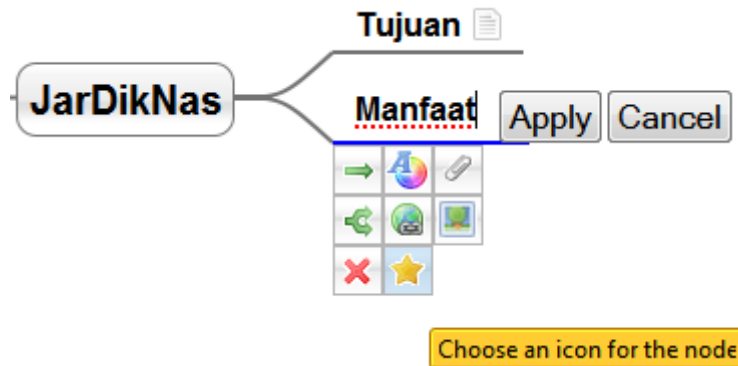 Tujuan
JarDikNas
Manfaat Apply Cancel
Choose an icon for the node